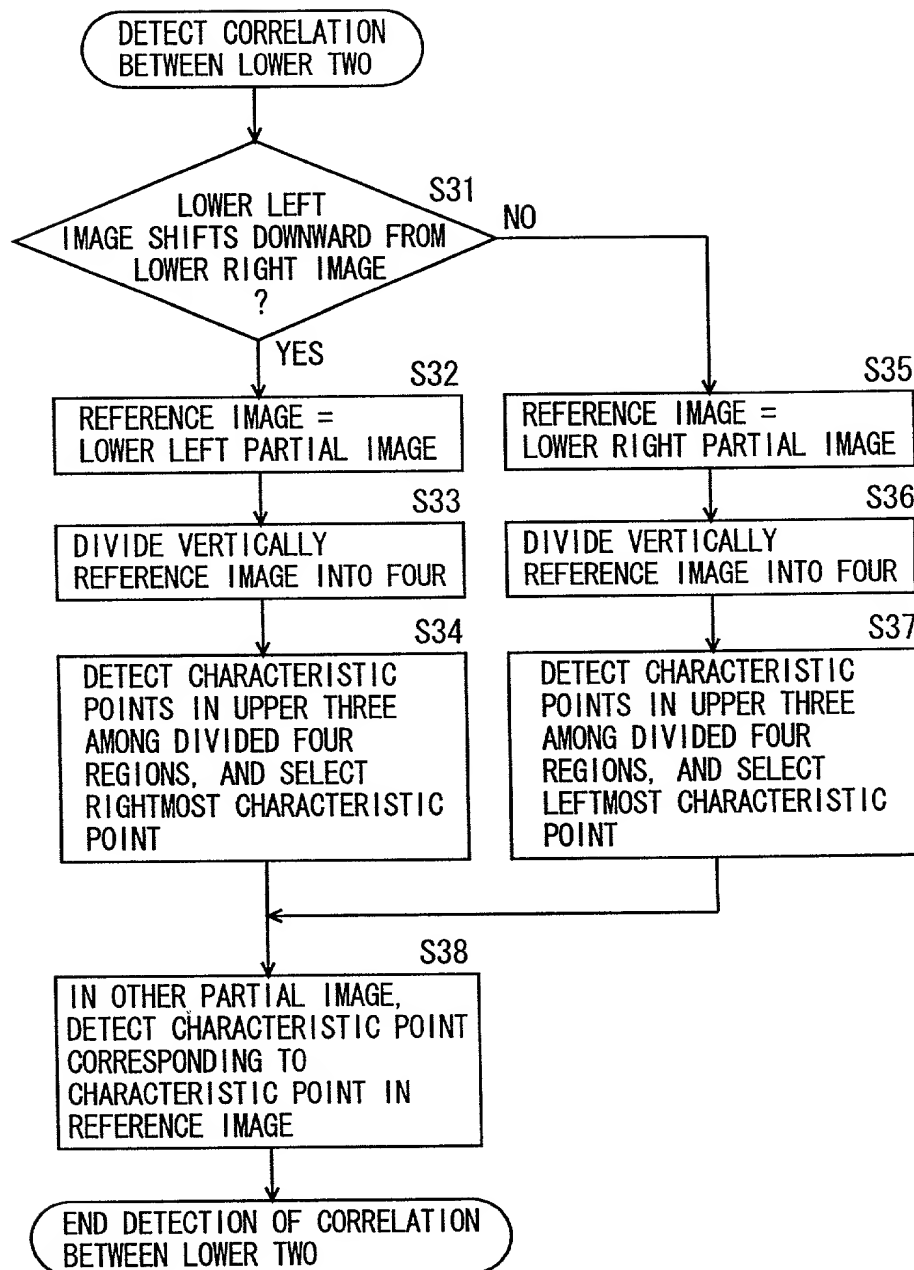 DETECT CORRELATION
BETWEEN LOWER TWO
S31
LOWER LEFT
IMAGE SHIFTS DOWNWARD FROM
LOWER RIGHT IMAGE
?
NO
YES
S32
REFERENCE IMAGE =
LOWER LEFT PARTIAL IMAGE
S33
DIVIDE VERTICALLY
REFERENCE IMAGE INTO FOUR
S34
DETECT CHARACTERISTIC
POINTS IN UPPER THREE
AMONG DIVIDED FOUR
REGIONS, AND SELECT
RIGHTMOST CHARACTERISTIC
POINT
S35
REFERENCE IMAGE =
LOWER RIGHT PARTIAL IMAGE
S36
DIVIDE VERTICALLY
REFERENCE IMAGE INTO FOUR
S37
DETECT CHARACTERISTIC
POINTS IN UPPER THREE
AMONG DIVIDED FOUR
REGIONS, AND SELECT
LEFTMOST CHARACTERISTIC
POINT
S38
IN OTHER PARTIAL IMAGE,
DETECT CHARACTERISTIC POINT
CORRESPONDING TO
CHARACTERISTIC POINT IN
REFERENCE IMAGE
END DETECTION OF CORRELATION
BETWEEN LOWER TWO